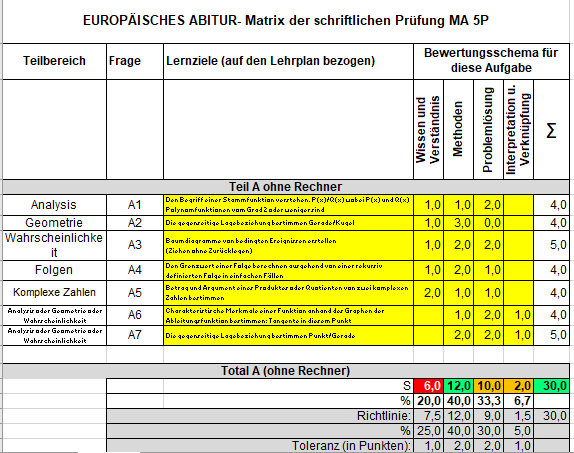 EUROPÄISCHES ABITUR- Matrix der schriftlichen Prüfung MA 5P
Teilbereich Frage Lernziele (auf den Lehrplan bezogen) Bewertungsschema für
diese Aufgabe
Wissen und
Verständnis
Methoden
Problemlösung
Interpretation u.
Verknüpfung
Σ
Teil A ohne Rechner
Analysis A1 Den Begriff einer Stammfunktion verstehen. P(x)/Q(x) wobei P(x) und Q(x)
Polynomfunktionen vom Grad 2 oder weniger sind 1,0 1,0 2,0 4,0
Geometrie A2 Die gegenseitige Lagebeziehung bestimmen Gerade/Kugel 1,0 3,0 0,0 4,0
Wahrscheinlichke
it A3 Baumdiagramme von bedingten Ereignissen erstellen
(Ziehen ohne Zurücklegen) 1,0 2,0 2,0 5,0
Folgen A4 Den Grenzwert einer Folge berechnen ausgehend von einer rekursiv
definierten Folge in einfachen Fällen 1,0 2,0 1,0 4,0
Komplexe Zahlen A5 Betrag und Argument eines Produktes oder Quotienten von zwei komplexen
Zahlen bestimmen 2,0 1,0 1,0 4,0
Analysis oder Geometrie oder
Wahrscheinlichkeit A6 Charakteristische Merkmale einer Funktion anhand des Graphen der
Ableitungsfunktion bestimmen: Tangente in diesem Punkt 1,0 2,0 1,0 4,0
Analysis oder Geometrie oder
Wahrscheinlichkeit A7 Die gegenseitige Lagebeziehung bestimmen Punkt/Gerade 2,0 2,0 1,0 5,0
Total A (ohne Rechner)
S 6,0 12,0 10,0 2,0 30,0
% 20,0 40,0 33,3 6,7
Richtlinie: 7,5 12,0 9,0 1,5 30,0
% 25,0 40,0 30,0 5,0
Toleranz (in Punkten): 1,0 2,0 2,0 1,0